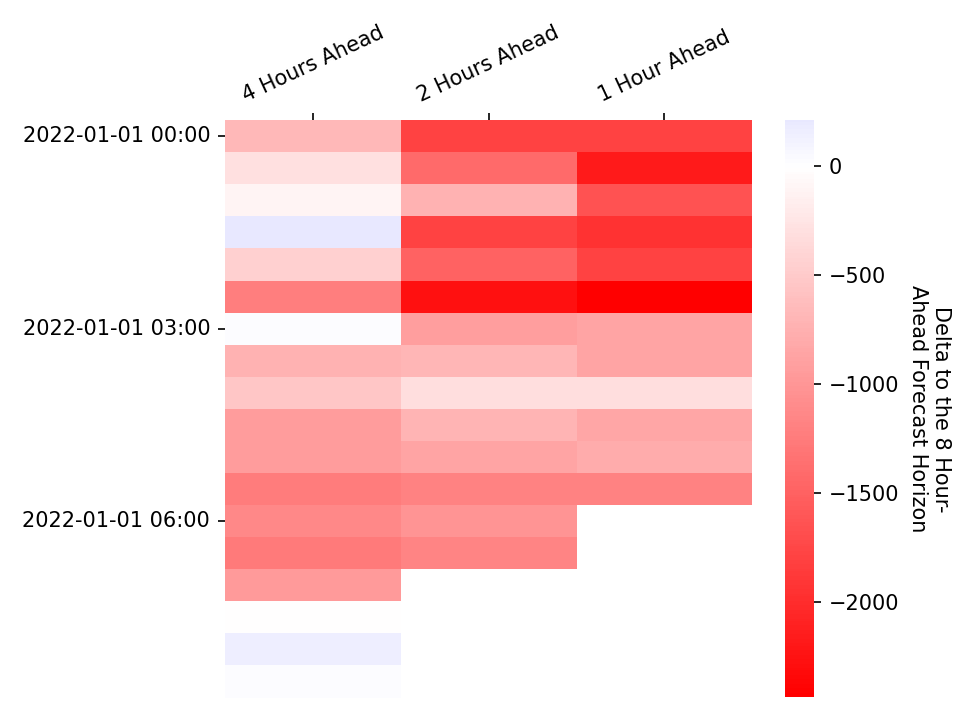 4 Hours Ahead
2 Hours Ahead
1 Hour Ahead
2022-01-01 00:00
2022-01-01 03:00
2022-01-01 06:00
0
−500
−1000
−1500
−2000
Delta to the 8 Hour-
Ahead Forecast Horizon